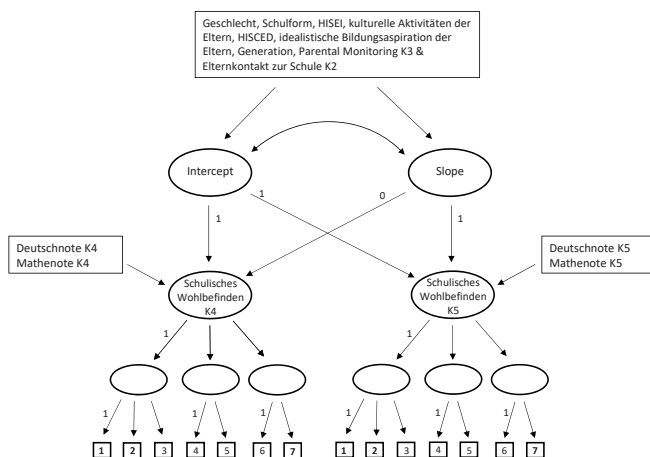 Geschlecht, Schulform, HISEI, kulturelle Aktivitäten der
Eltern, HISCED, idealistische Bildungsaspiration der
Eltern, Generation, Parental Monitoring K3 &
Elternkontakt zur Schule K2
Intercept
Slope
1
0
1
1
Deutschnote K4
Mathenote K4
Deutschnote K5
Mathenote K5
Schulisches
Wohlbefinden
K4
Schulisches
Wohlbefinden
K5
1
1
1
1
1
1
1
1
1 2 3 4 5 6 7
1 2 3 4 5 6 7